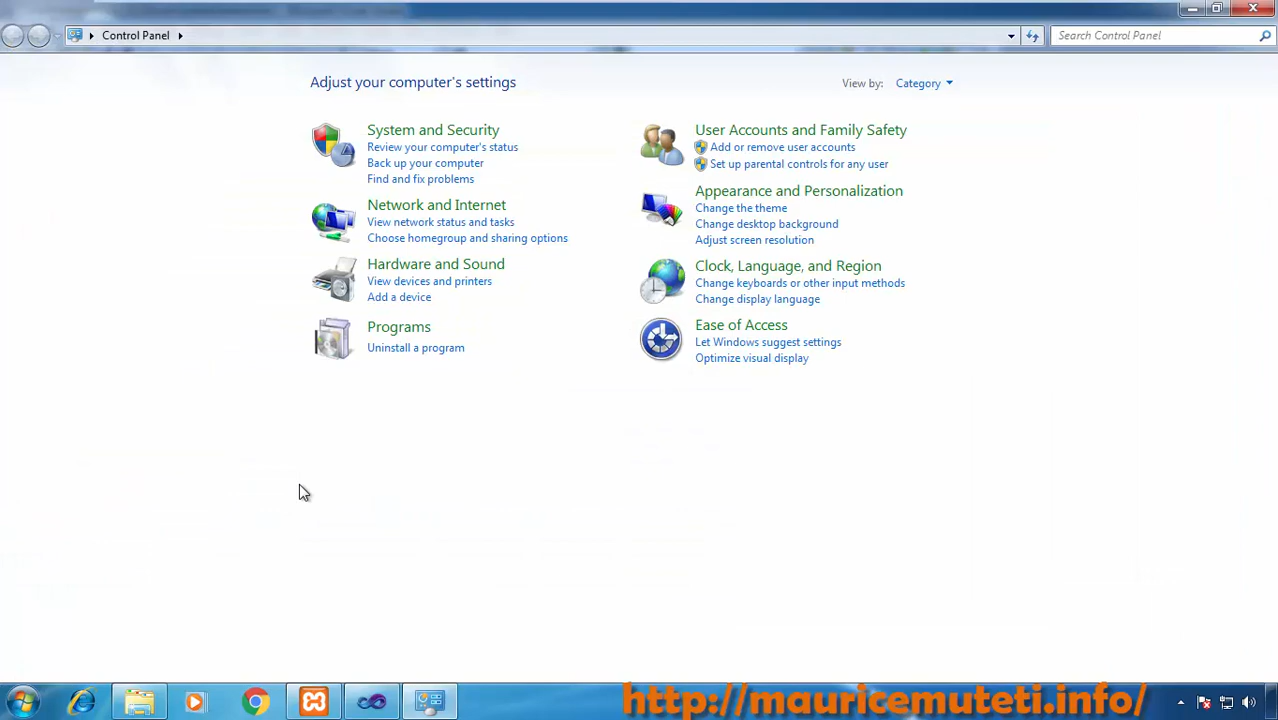 Control Panel
Search Control Panel
Adjust your computer's settings
View by: Category
System and Security
Review your computer's status
Back up your computer
Find and fix problems
Network and Internet
View network status and tasks
Choose homegroup and sharing options
Hardware and Sound
View devices and printers
Add a device
Programs
Uninstall a program
User Accounts and Family Safety
Add or remove user accounts
Set up parental controls for any user
Appearance and Personalization
Change the theme
Change desktop background
Adjust screen resolution
Clock, Language, and Region
Change keyboards or other input methods
Change display language
Ease of Access
Let Windows suggest settings
Optimize visual display
http://mauricemuteti.info/